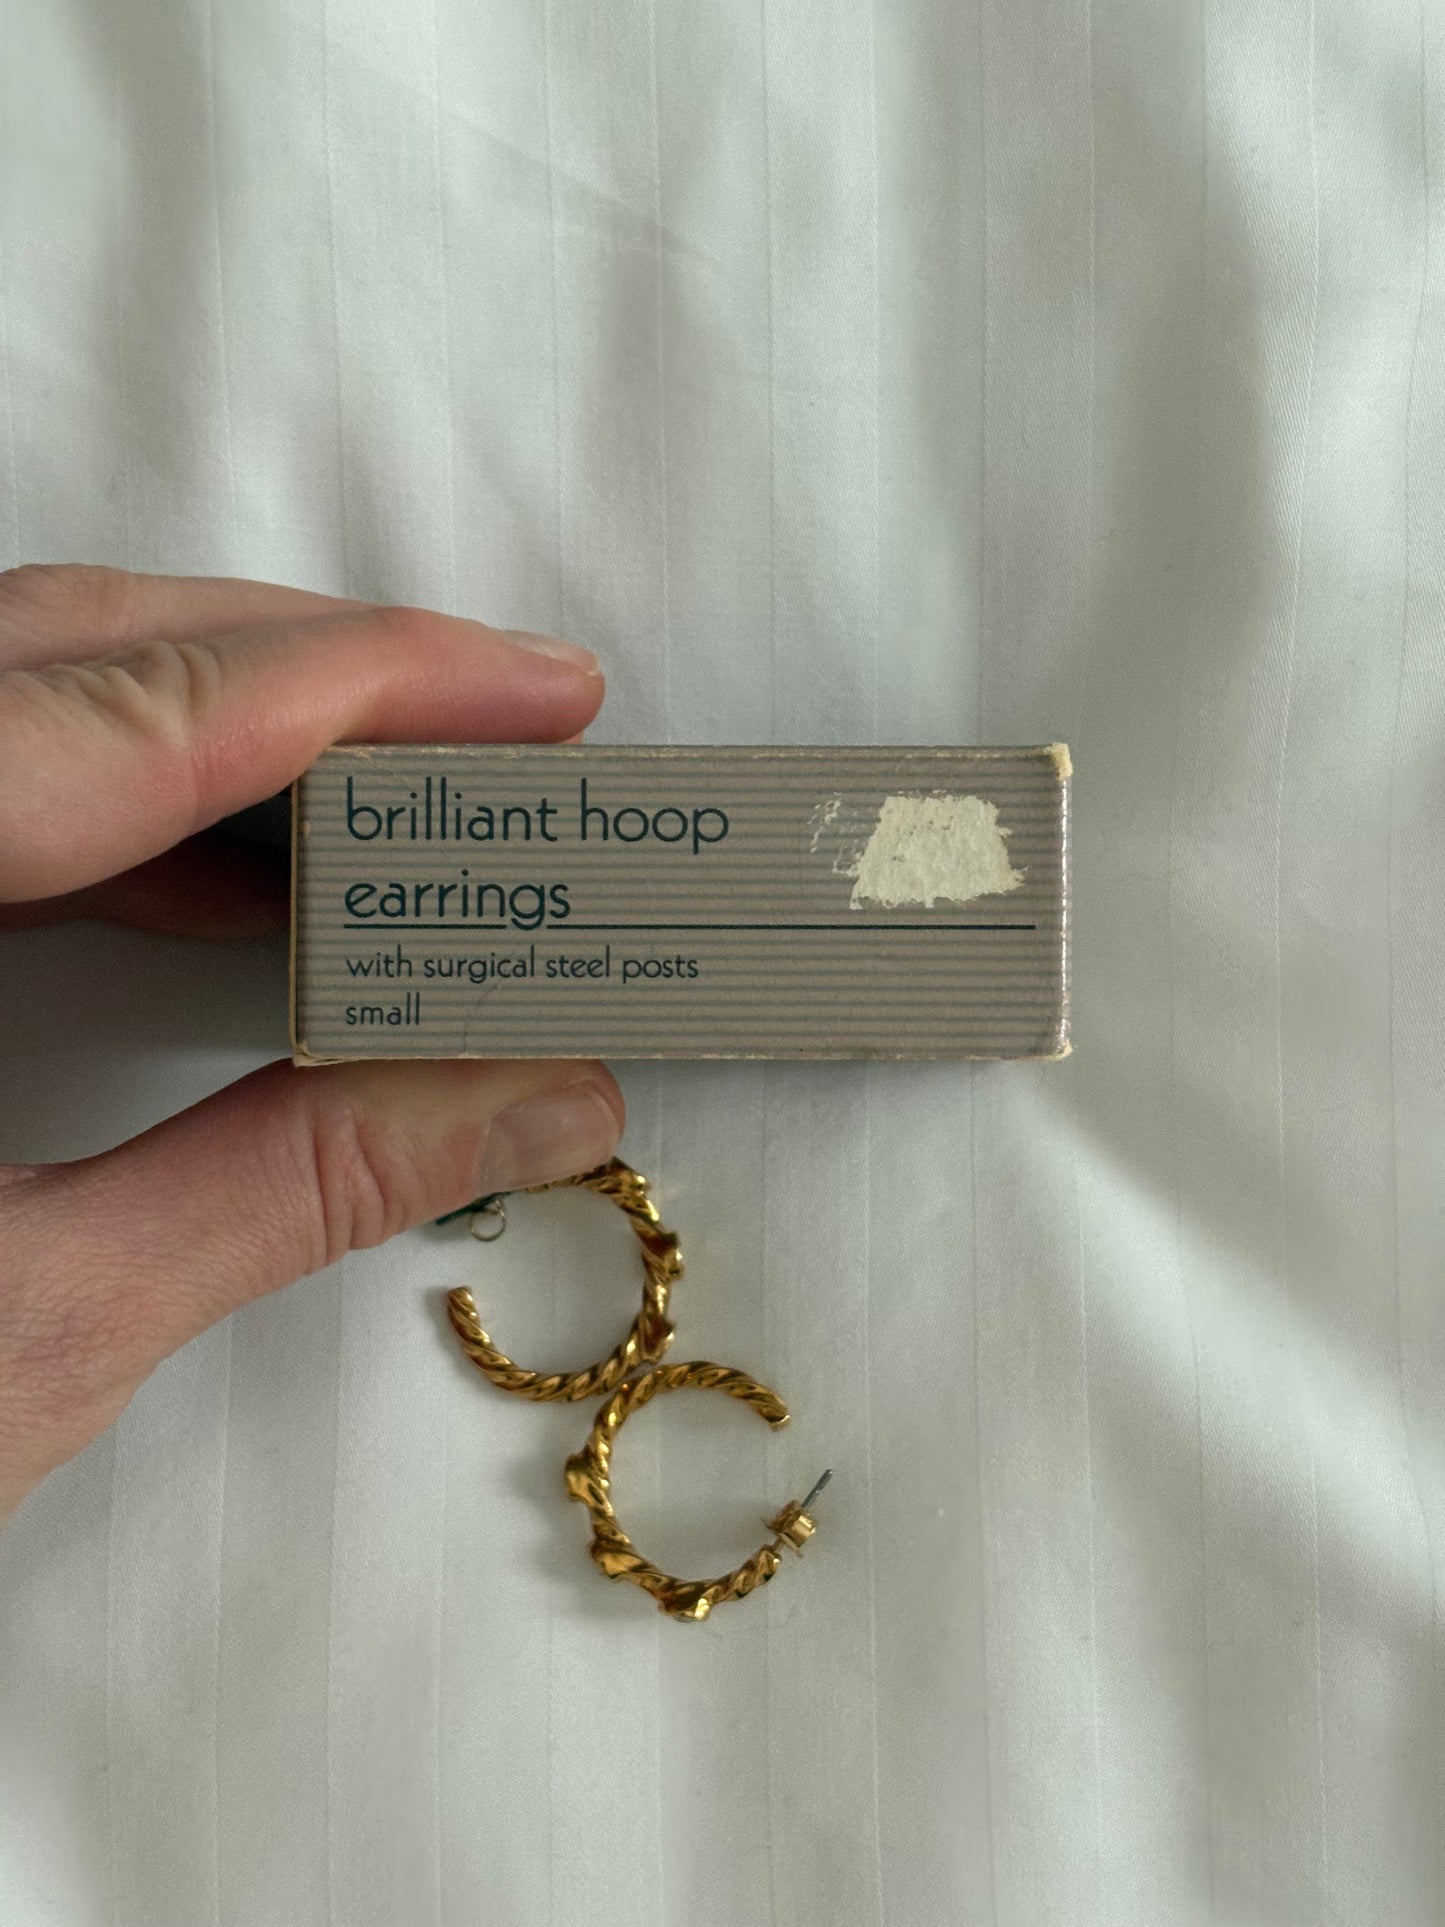 brilliant hoop
earrings
with surgical steel posts
small